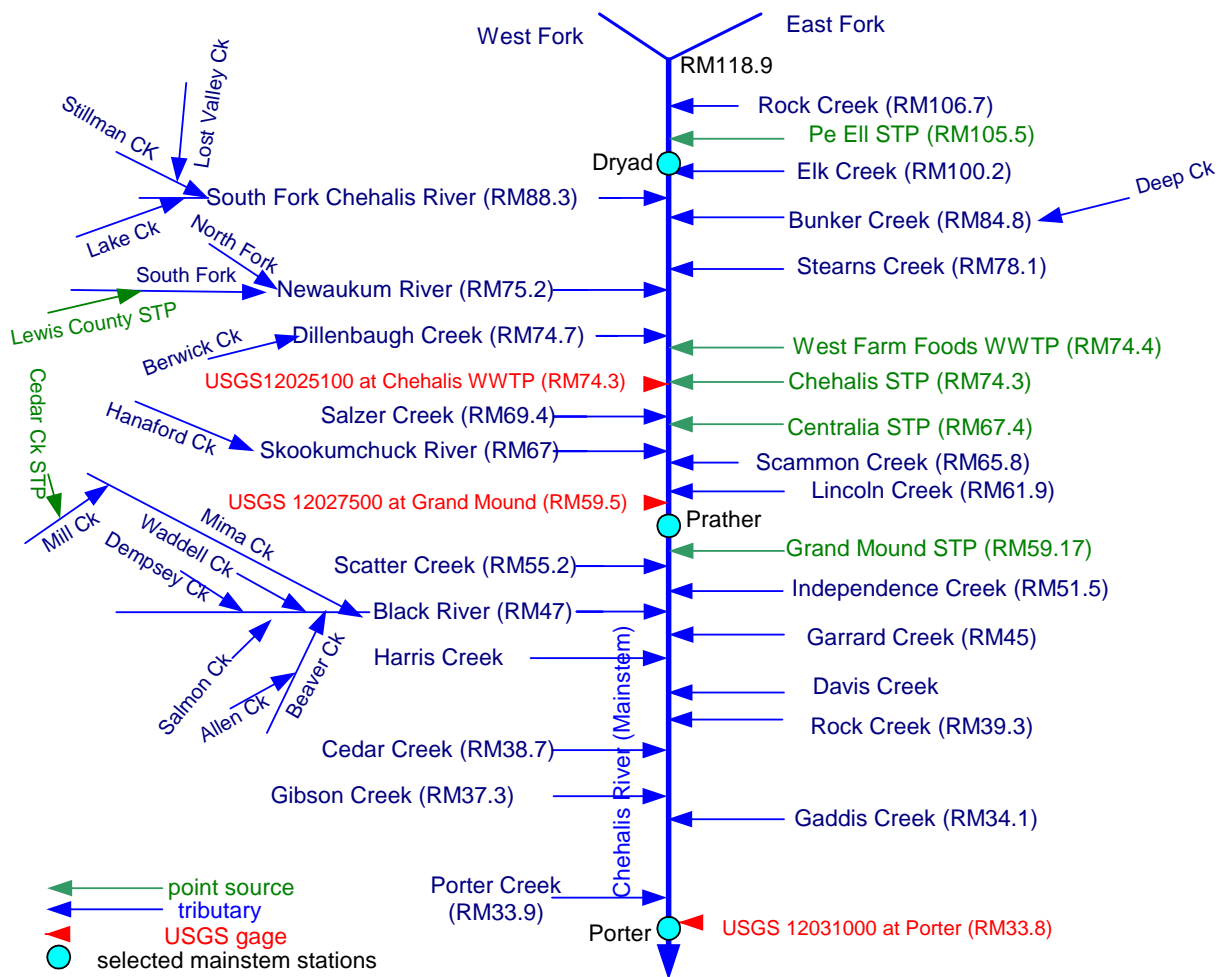 West Fork
East Fork
RM118.9
Rock Creek (RM106.7)
Pe Ell STP (RM105.5)
Dryad
Elk Creek (RM100.2)
Deep Ck
Stillman CK
Lost Valley Ck
South Fork Chehalis River (RM88.3)
Lake Ck
Bunker Creek (RM84.8)
North Fork
South Fork
Stearns Creek (RM78.1)
Newaukum River (RM75.2)
Lewis County STP
Dillenbaugh Creek (RM74.7)
Berwick Ck
West Farm Foods WWTP (RM74.4)
USGS12025100 at Chehalis WWTP (RM74.3)
Chehalis STP (RM74.3)
Cedar Ck STP
Salzer Creek (RM69.4)
Centralia STP (RM67.4)
Hanaford Ck
Skookumchuck River (RM67)
Scammon Creek (RM65.8)
Lincoln Creek (RM61.9)
USGS 12027500 at Grand Mound (RM59.5)
Prather
Mill Ck
Mima Ck
Waddell Ck
Dempsey Ck
Grand Mound STP (RM59.17)
Scatter Creek (RM55.2)
Independence Creek (RM51.5)
Black River (RM47)
Garrard Creek (RM45)
Salmon Ck
Allen Ck
Beaver Ck
Harris Creek
Davis Creek
Rock Creek (RM39.3)
Cedar Creek (RM38.7)
Gibson Creek (RM37.3)
Gaddis Creek (RM34.1)
Chehalis River (Mainstem)
Porter Creek
(RM33.9)
Porter
USGS 12031000 at Porter (RM33.8)
point source
tributary
USGS gage
selected mainstem stations